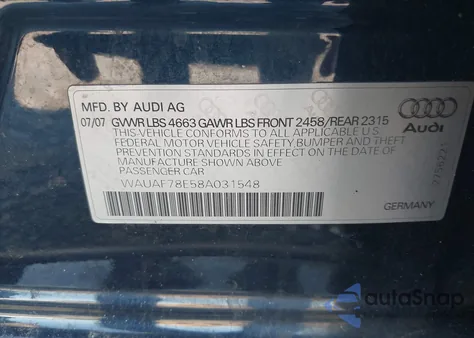 MFD. BY AUDI AG
07/07 GWWR LBS 4663 GAWR LBS FRONT 2458/REAR 2315
THIS VEHICLE CONFORMS TO ALL APPLICABLE U.S.
FEDERAL MOTOR VEHICLE SAFETY BUMPER AND THEFT
PREVENTION STANDARDS IN EFFECT ON THE DATE OF
MANUFACTURE SHOWN ABOVE.
PASSENGER CAR
WAUAF78E58A031548
Audi
GERMANY
autoSnap